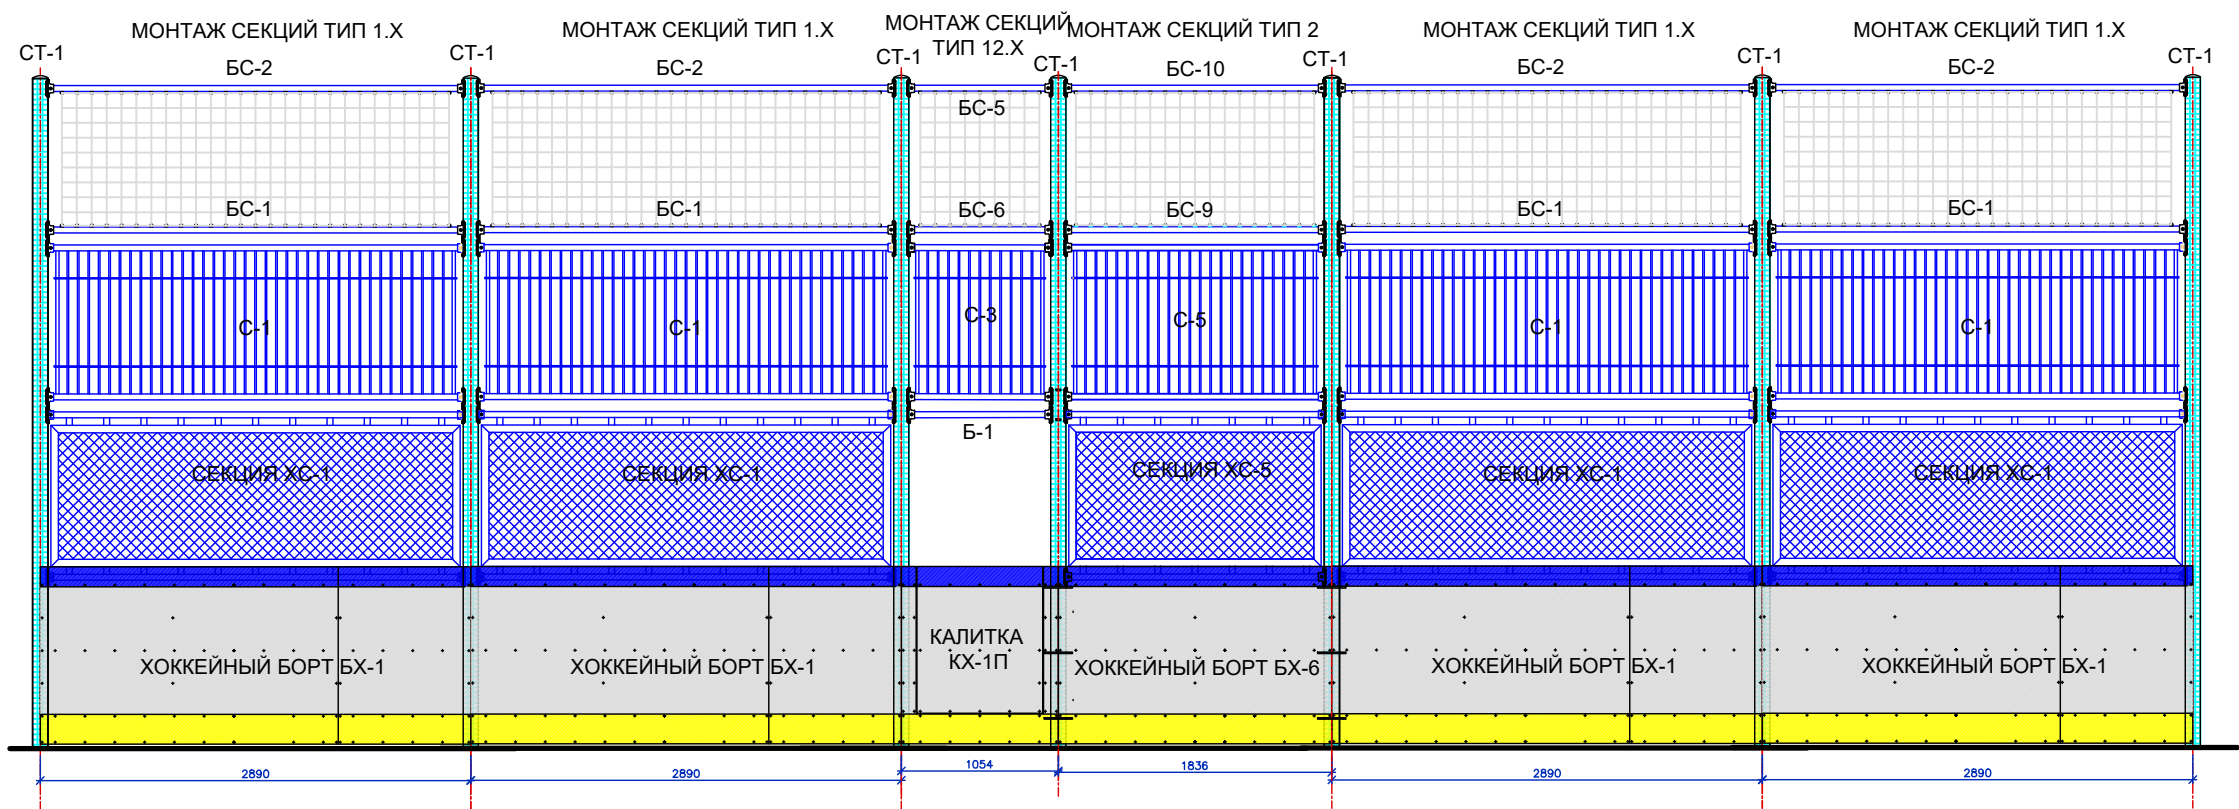 МОНТАЖ СЕКЦИЙ ТИП 1.Х
МОНТАЖ СЕКЦИЙ ТИП 1.Х
МОНТАЖ СЕКЦИЙ
ТИП 12.Х
МОНТАЖ СЕКЦИЙ ТИП 2
МОНТАЖ СЕКЦИЙ ТИП 1.Х
МОНТАЖ СЕКЦИЙ ТИП 1.Х
СТ-1
СТ-1
СТ-1
СТ-1
СТ-1
СТ-1
СТ-1
БС-2
БС-2
БС-5
БС-10
БС-2
БС-2
БС-1
БС-1
БС-6
БС-9
БС-1
БС-1
С-1
С-1
С-3
С-5
С-1
С-1
Б-1
СЕКЦИЯ ХС-1
СЕКЦИЯ ХС-1
СЕКЦИЯ ХС-5
СЕКЦИЯ ХС-1
СЕКЦИЯ ХС-1
ХОККЕЙНЫЙ БОРТ БХ-1
ХОККЕЙНЫЙ БОРТ БХ-1
КАЛИТКА
КХ-1П
ХОККЕЙНЫЙ БОРТ БХ-6
ХОККЕЙНЫЙ БОРТ БХ-1
ХОККЕЙНЫЙ БОРТ БХ-1
2890
2890
1054
1836
2890
2890